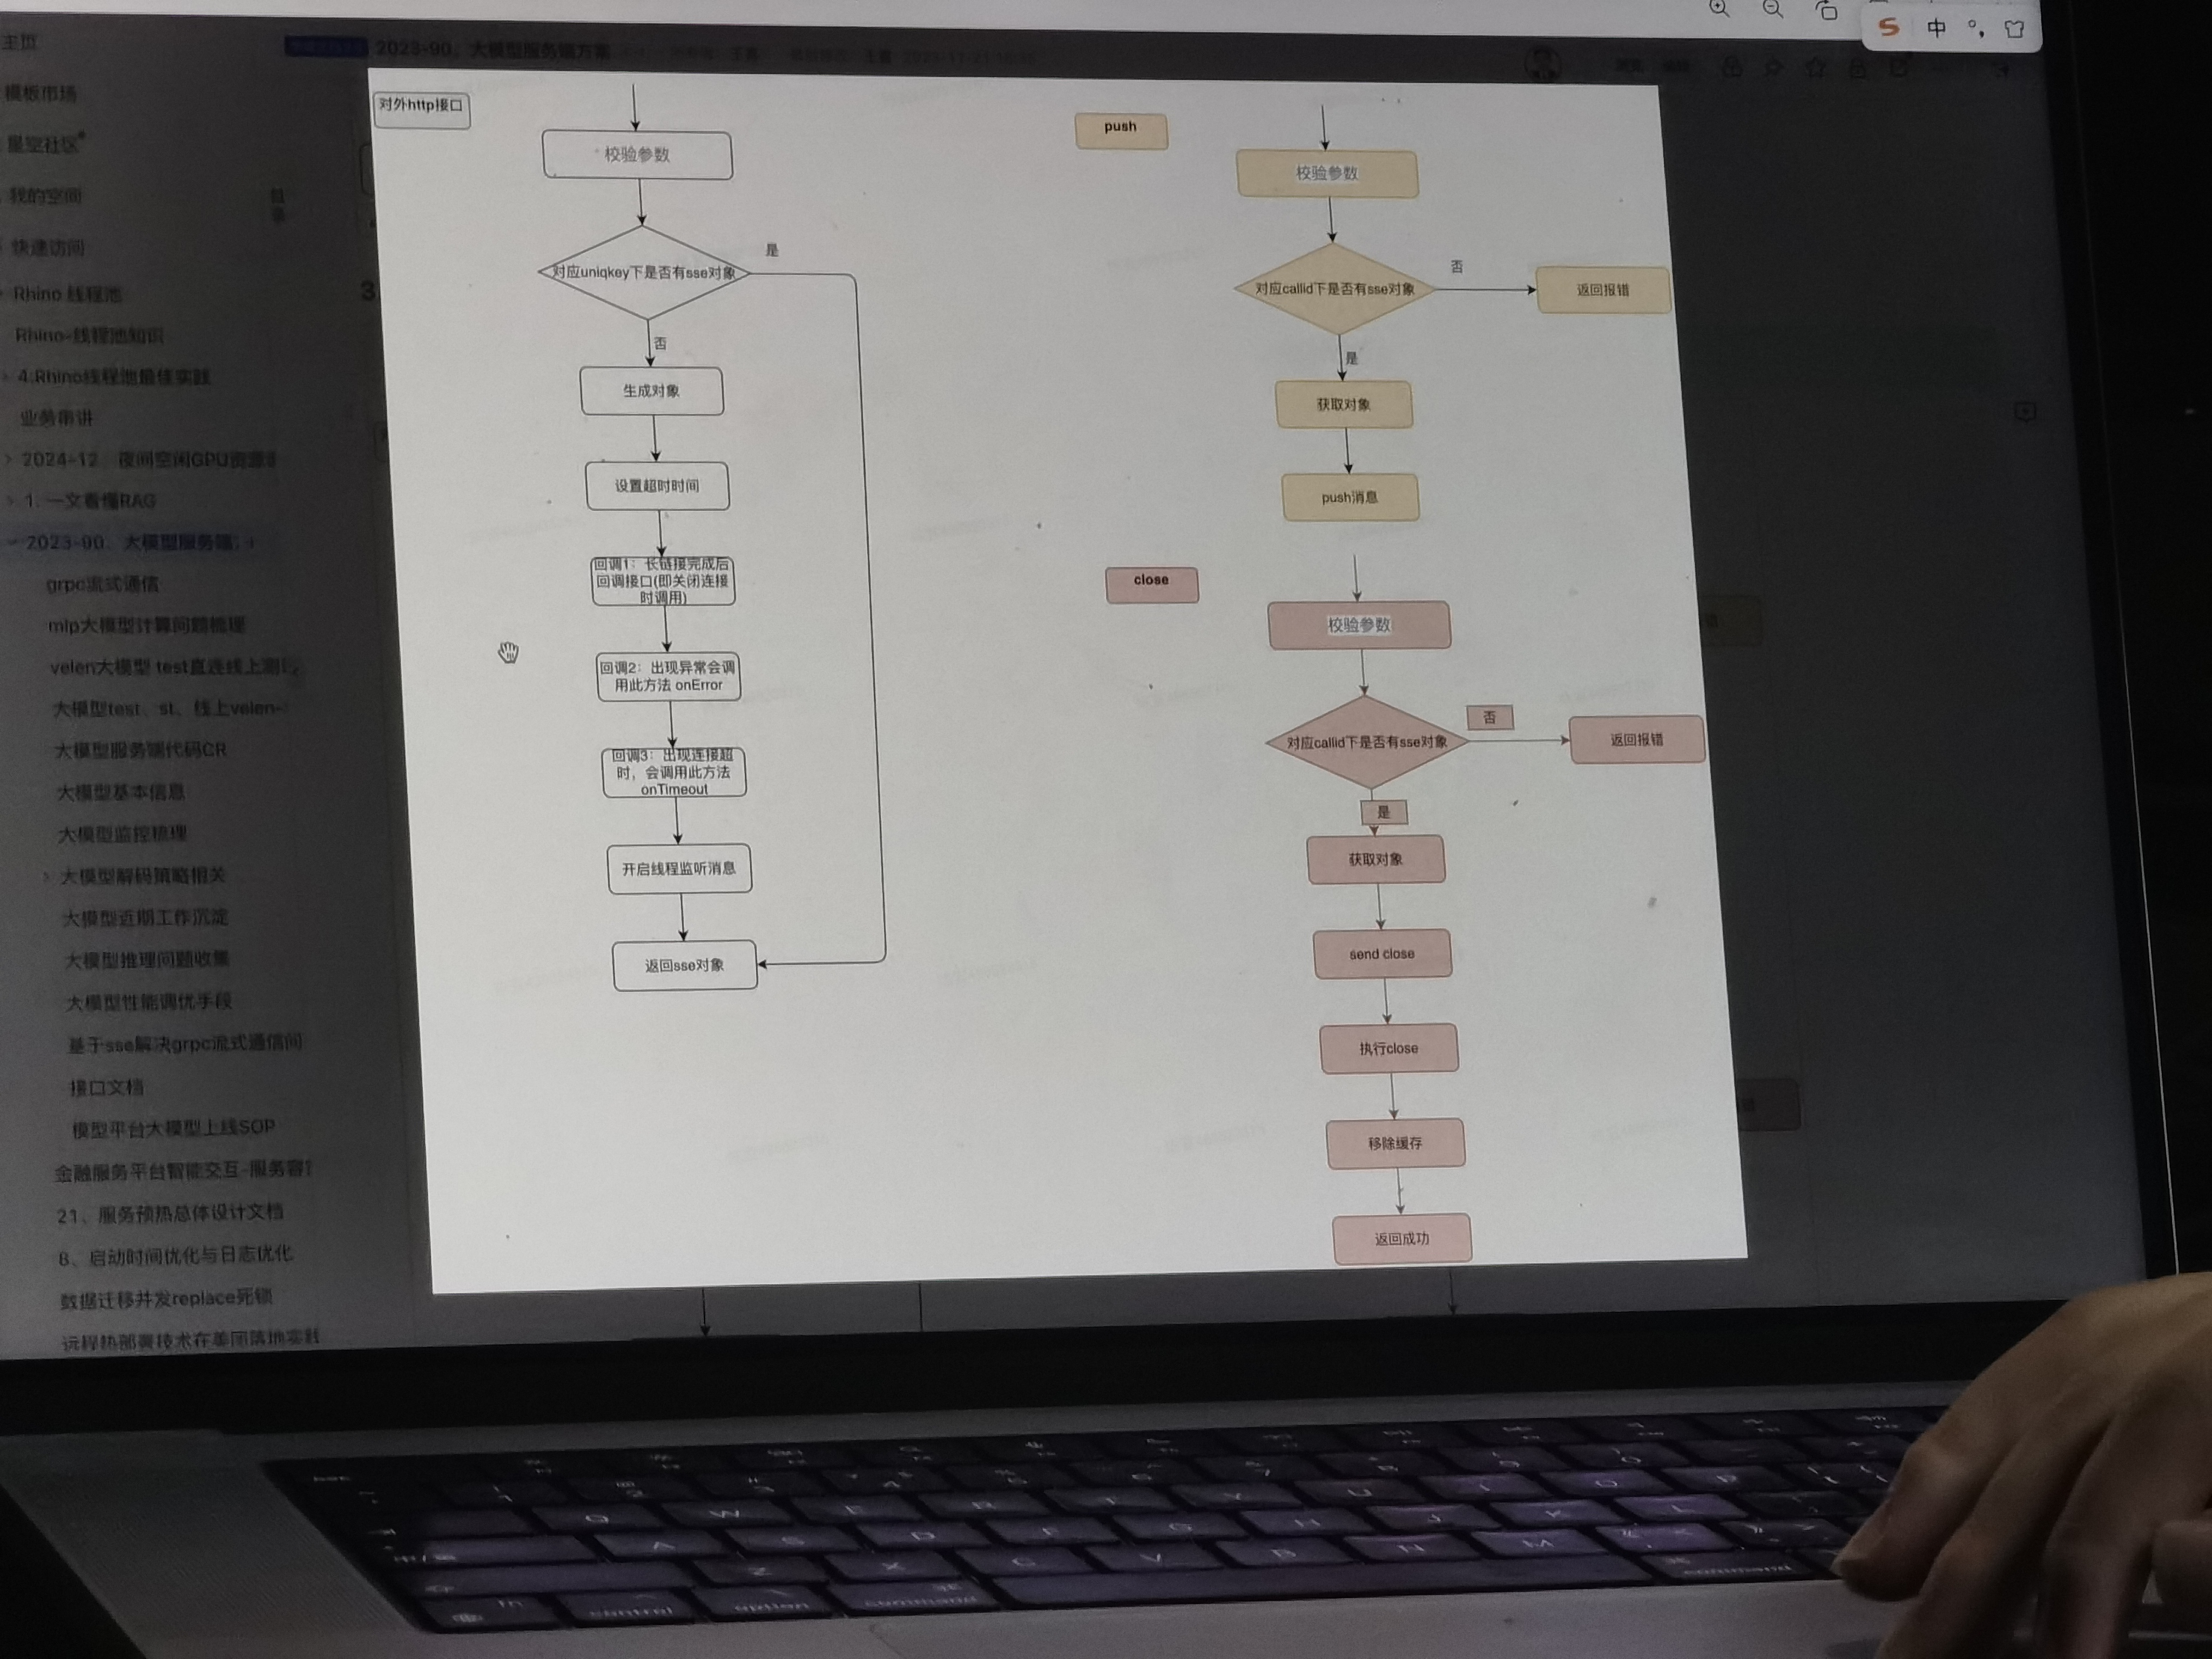 中
主页
2023-90、大模型服务端方案
模板市场
星空社区
我的空间
目录
快速访问
Rhino 线程池
Rhino-线程池知识
4.Rhino线程池最佳实践
业务串讲
2024-12、夜间空闲GPU资源
1. 一文看懂RAG
2023-90、大模型服务端
grpc流式通信
mlp大模型计算问题梳理
velen大模型 test直连线上
大模型test、st、线上velen-
大模型服务端代码CR
大模型基本信息
大模型监控梳理
大模型解码策略相关
大模型近期工作沉淀
大模型推理问题收集
大模型性能调优手段
基于sse解决grpc流式通信问
接口文档
模型平台大模型上线SOP
金融服务平台智能交互-服务容
21、服务预热总体设计文档
8、启动时间优化与日志优化
数据迁移并发replace死锁
远程热部署技术在美团落地实践
3
对外http接口
校验参数
对应uniqkey下是否有sse对象
是
否
生成对象
设置超时时间
回调1：长链接完成后
回调接口(即关闭连接
时调用)
回调2：出现异常会调
用此方法 onError
回调3：出现连接超
时，会调用此方法
onTimeout
开启线程监听消息
返回sse对象
push
校验参数
对应callid下是否有sse对象
否
返回报错
是
获取对象
push消息
close
校验参数
对应callid下是否有sse对象
否
返回报错
是
获取对象
send close
执行close
移除缓存
返回成功
Q
W
E
R
T
Y
U
I
O
P
A
S
D
F
G
H
J
K
L
Z
X
C
V
B
N
M
fn
control
option
command
command